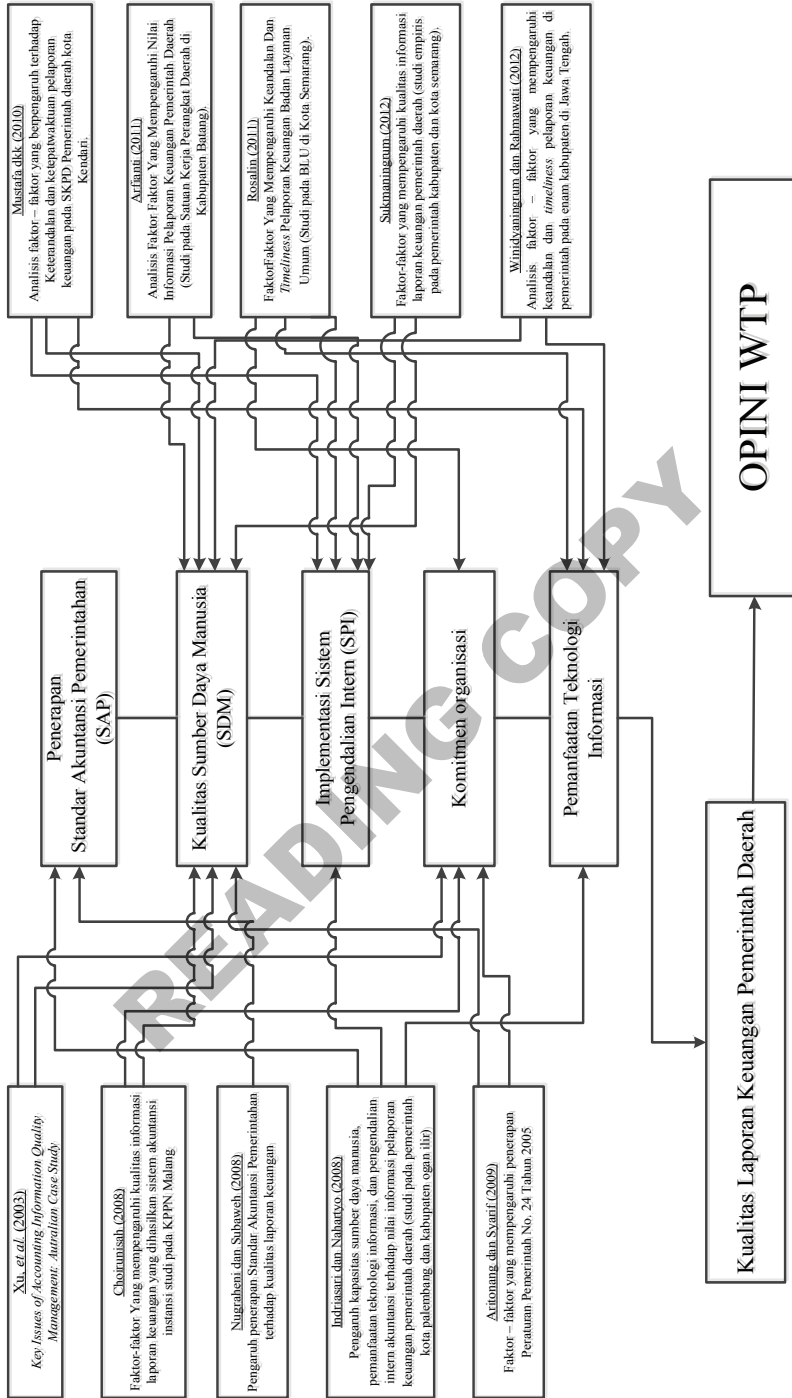 Xu, et al. (2003)
Key Issues of Accounting Information Quality
Management: Autralian Case Study
Choirunisah (2008)
Faktor-faktor Yang mempengaruhi kualitas informasi
laporan keuangan yang dihasilkan sistem akuntansi
instansi studi pada KPPN Malang
Nugraheni dan Subaweh (2008)
Pengaruh penerapan Standar Akuntansi Pemerintahan
terhadap kualitas laporan keuangan
Indriasari dan Nahartyo (2008)
Pengaruh kapasitas sumber daya manusia,
pemanfaatan teknologi informasi, dan pengendalian
intern akuntansi terhadap nilai informasi pelaporan
keuangan pemerintah daerah (studi pada pemerintah
kota palembang dan kabupaten ogan ilir)
Aritonang dan Syarif (2009)
Faktor – faktor yang mempengaruhi penerapan
Peraturan Pemerintah No. 24 Tahun 2005
Penerapan
Standar Akuntansi Pemerintahan
(SAP)
Kualitas Sumber Daya Manusia
(SDM)
Implementasi Sistem
Pengendalian Intern (SPI)
Komitmen organisasi
Pemanfaatan Teknologi
Informasi
Mustafa dkk (2010)
Analisis faktor – faktor yang berpengaruh terhadap
Keterandalan dan ketepatwaktuan pelaporan
keuangan pada SKPD Pemerintah daerah kota
Kendari.
Arfianti (2011)
Analisis Faktor Faktor Yang Mempengaruhi Nilai
Informasi Pelaporan Keuangan Pemerintah Daerah
(Studi pada Satuan Kerja Perangkat Daerah di
Kabupaten Batang).
Rosalin (2011)
FaktorFaktor Yang Mempengaruhi Keandalan Dan
Timeliness Pelaporan Keuangan Badan Layanan
Umum (Studi pada BLU di Kota Semarang).
Sukmaningrum (2012)
Faktor-faktor yang mempengaruhi kualitas informasi
laporan keuangan pemerintah daerah (studi empiris
pada pemerintah kabupaten dan kota semarang).
Winidyaningrum dan Rahmawati (2012)
Analisis faktor – faktor yang mempengaruhi
keandalan dan timeliness pelaporan keuangan di
pemerintah pada enam kabupaten di Jawa Tengah.
Kualitas Laporan Keuangan Pemerintah Daerah
OPINI WTP
READING COPY